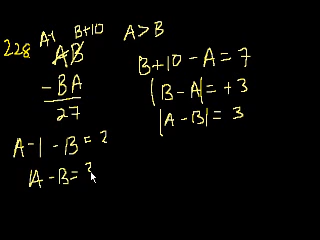 228
A-1 B+10 A > B
AB
- BA
27
B+10 - A = 7
|B - A| = +3
|A - B| = 3
A - 1 - B = 2
|A - B = 3